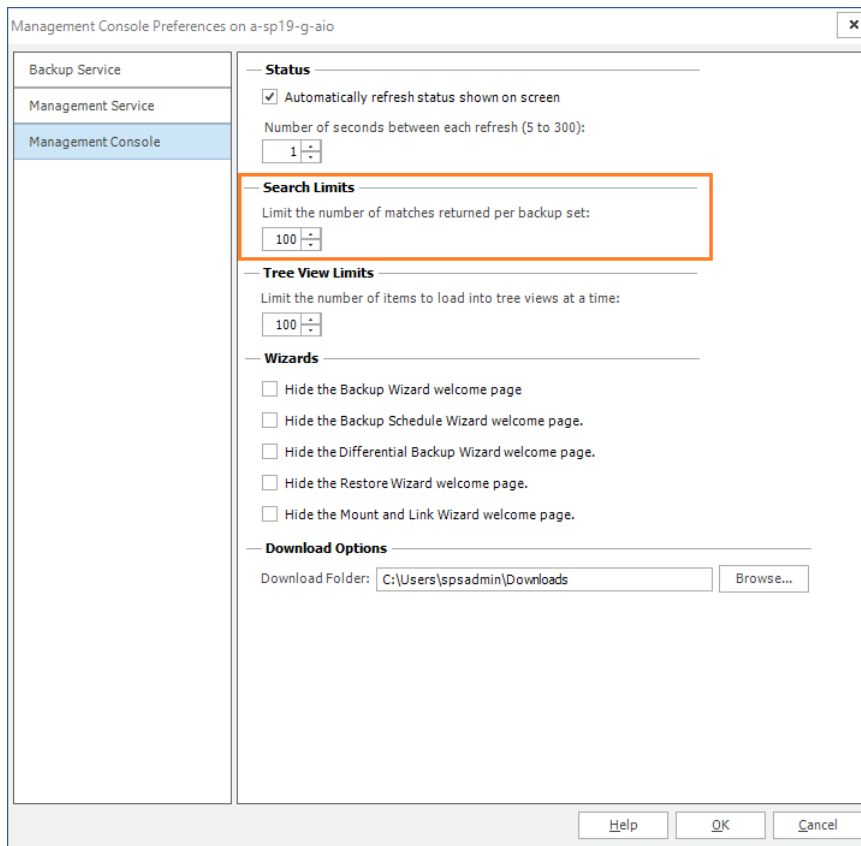 Management Console Preferences on a-sp19-g-aio
Backup Service
Management Service
Management Console
Status
Automatically refresh status shown on screen
Number of seconds between each refresh (5 to 300):
1
Search Limits
Limit the number of matches returned per backup set:
100
Tree View Limits
Limit the number of items to load into tree views at a time:
100
Wizards
Hide the Backup Wizard welcome page
Hide the Backup Schedule Wizard welcome page.
Hide the Differential Backup Wizard welcome page.
Hide the Restore Wizard welcome page.
Hide the Mount and Link Wizard welcome page.
Download Options
Download Folder: C:\Users\spsadmin\Downloads Browse...
Help OK Cancel